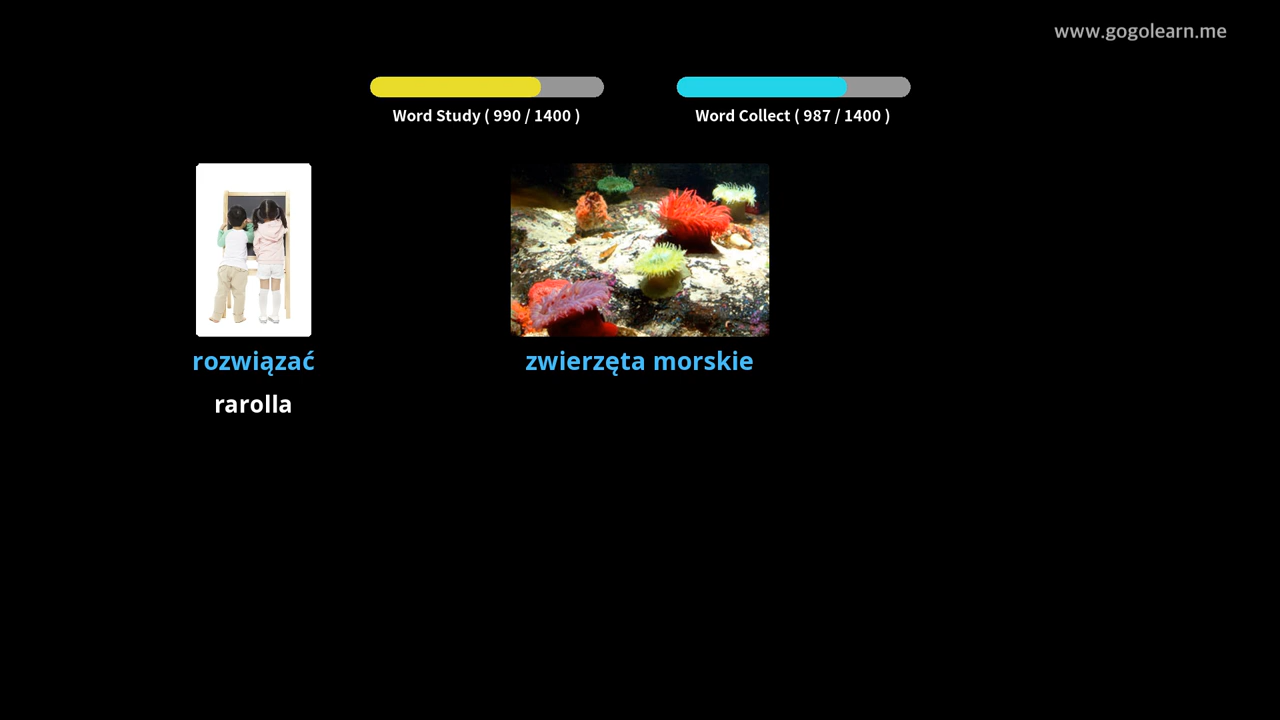 www.gogolearn.me
Word Study ( 990 / 1400 )
Word Collect ( 987 / 1400 )
rozwiązać
zwierzęta morskie
rarolla